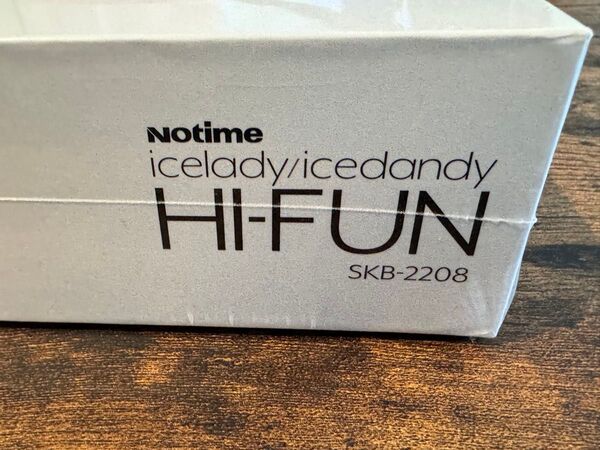 Notime
icelady/icedandy
HI-FUN
SKB-2208